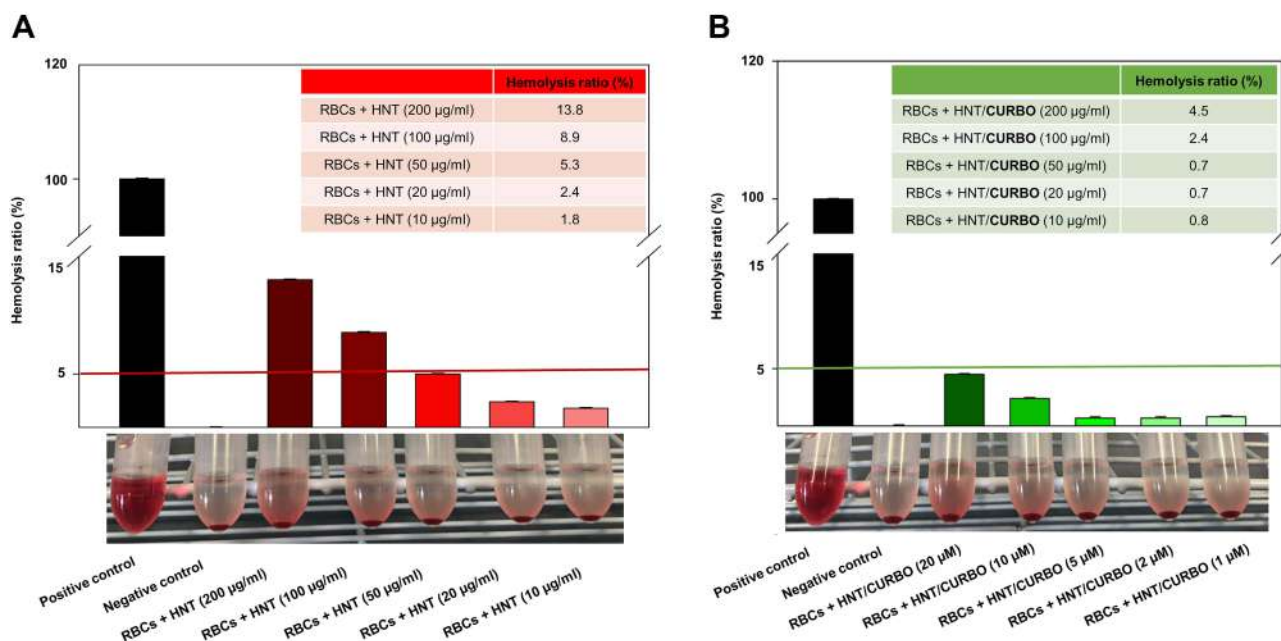 A
120
100
15
5
Hemolysis ratio (%)
Hemolysis ratio (%)
RBCs + HNT (200 µg/ml) 13.8
RBCs + HNT (100 µg/ml) 8.9
RBCs + HNT (50 µg/ml) 5.3
RBCs + HNT (20 µg/ml) 2.4
RBCs + HNT (10 µg/ml) 1.8
Positive control
Negative control
RBCs + HNT (200 µg/ml)
RBCs + HNT (100 µg/ml)
RBCs + HNT (50 µg/ml)
RBCs + HNT (20 µg/ml)
RBCs + HNT (10 µg/ml)
B
120
100
15
5
Hemolysis ratio (%)
Hemolysis ratio (%)
RBCs + HNT/CURBO (200 µg/ml) 4.5
RBCs + HNT/CURBO (100 µg/ml) 2.4
RBCs + HNT/CURBO (50 µg/ml) 0.7
RBCs + HNT/CURBO (20 µg/ml) 0.7
RBCs + HNT/CURBO (10 µg/ml) 0.8
Positive control
Negative control
RBCs + HNT/CURBO (20 µM)
RBCs + HNT/CURBO (10 µM)
RBCs + HNT/CURBO (5 µM)
RBCs + HNT/CURBO (2 µM)
RBCs + HNT/CURBO (1 µM)